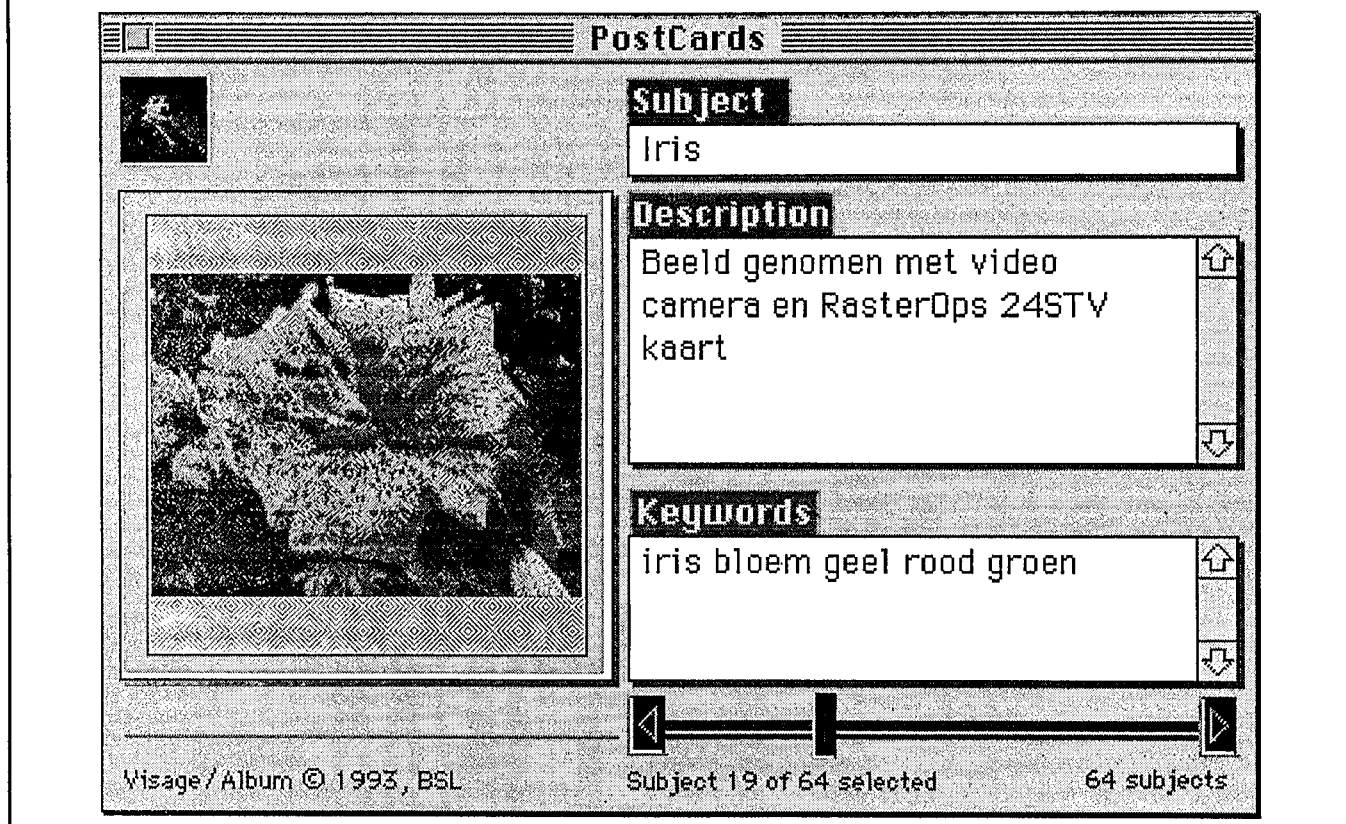 PostCards
Subject
Iris
Description
Beeld genomen met video
camera en RasterOps 24STV
kaart
Keywords
iris bloem geel rood groen
Visage/Album © 1993, BSL
Subject 19 of 64 selected
64 subjects